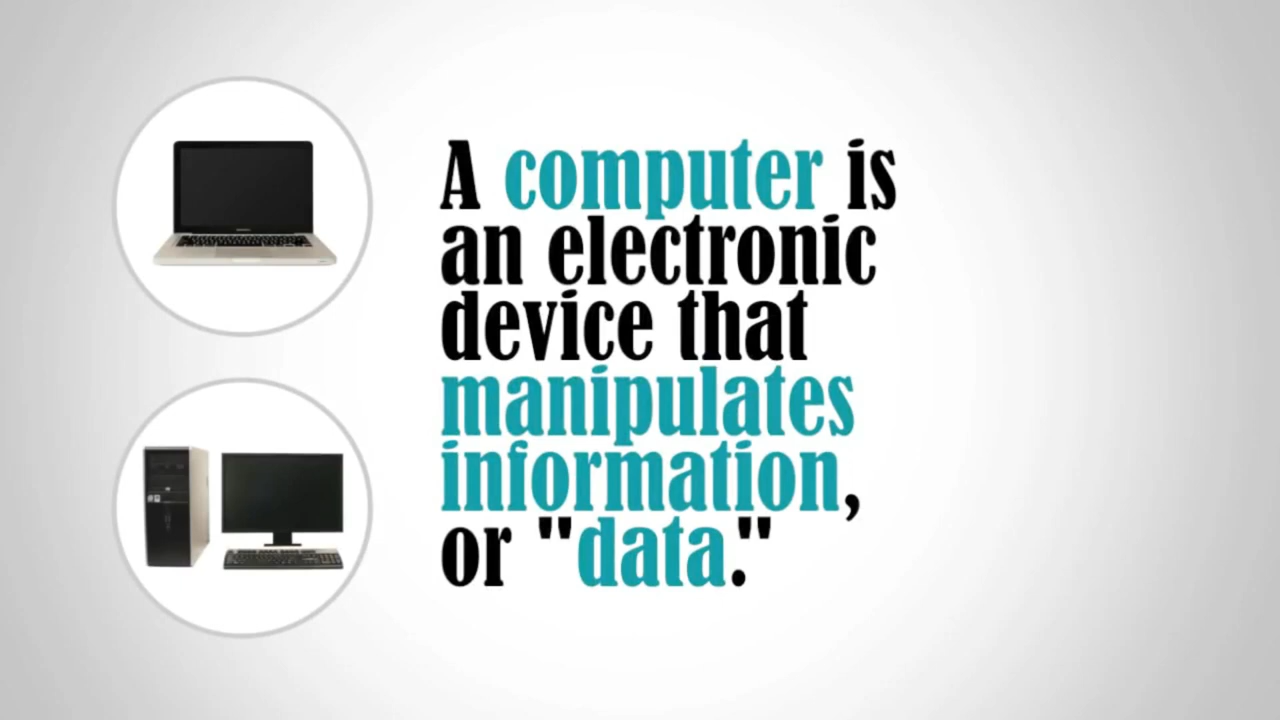 A computer is
an electronic
device that
manipulates
information,
or "data."